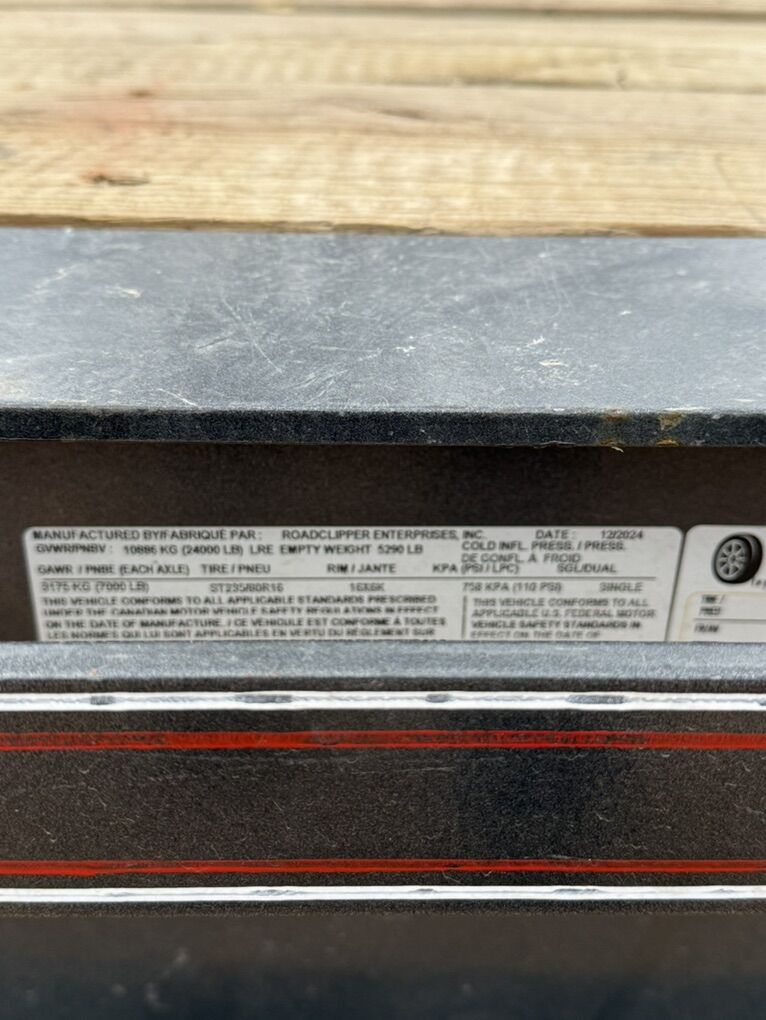 MANUFACTURED BY/FABRIQUÉ PAR : ROADCLIPPER ENTERPRISES, INC. DATE : 12/2024
GVWR/PNBV : 10886 KG (24000 LB) LRE EMPTY WEIGHT 5290 LB COLD INFL. PRESS. / PRESS.
DE GONFL. A FROID
GAWR / PNBE (EACH AXLE) TIRE / PNEU RIM / JANTE KPA (PSI / LPC) SGL/DUAL
3175 KG (7000 LB) ST235/80R16 16X6K 758 KPA (110 PSI) SINGLE
THIS VEHICLE CONFORMS TO ALL APPLICABLE STANDARDS PRESCRIBED
UNDER THE CANADIAN MOTOR VEHICLE SAFETY REGULATIONS IN EFFECT
ON THE DATE OF MANUFACTURE. / CE VÉHICULE EST CONFORME À TOUTES
LES NORMES QUI LUI SONT APPLICABLES EN VERTU DU RÈGLEMENT SUR
THIS VEHICLE CONFORMS TO ALL
APPLICABLE U.S. FEDERAL MOTOR
VEHICLE SAFETY STANDARDS IN
EFFECT ON THE DATE OF